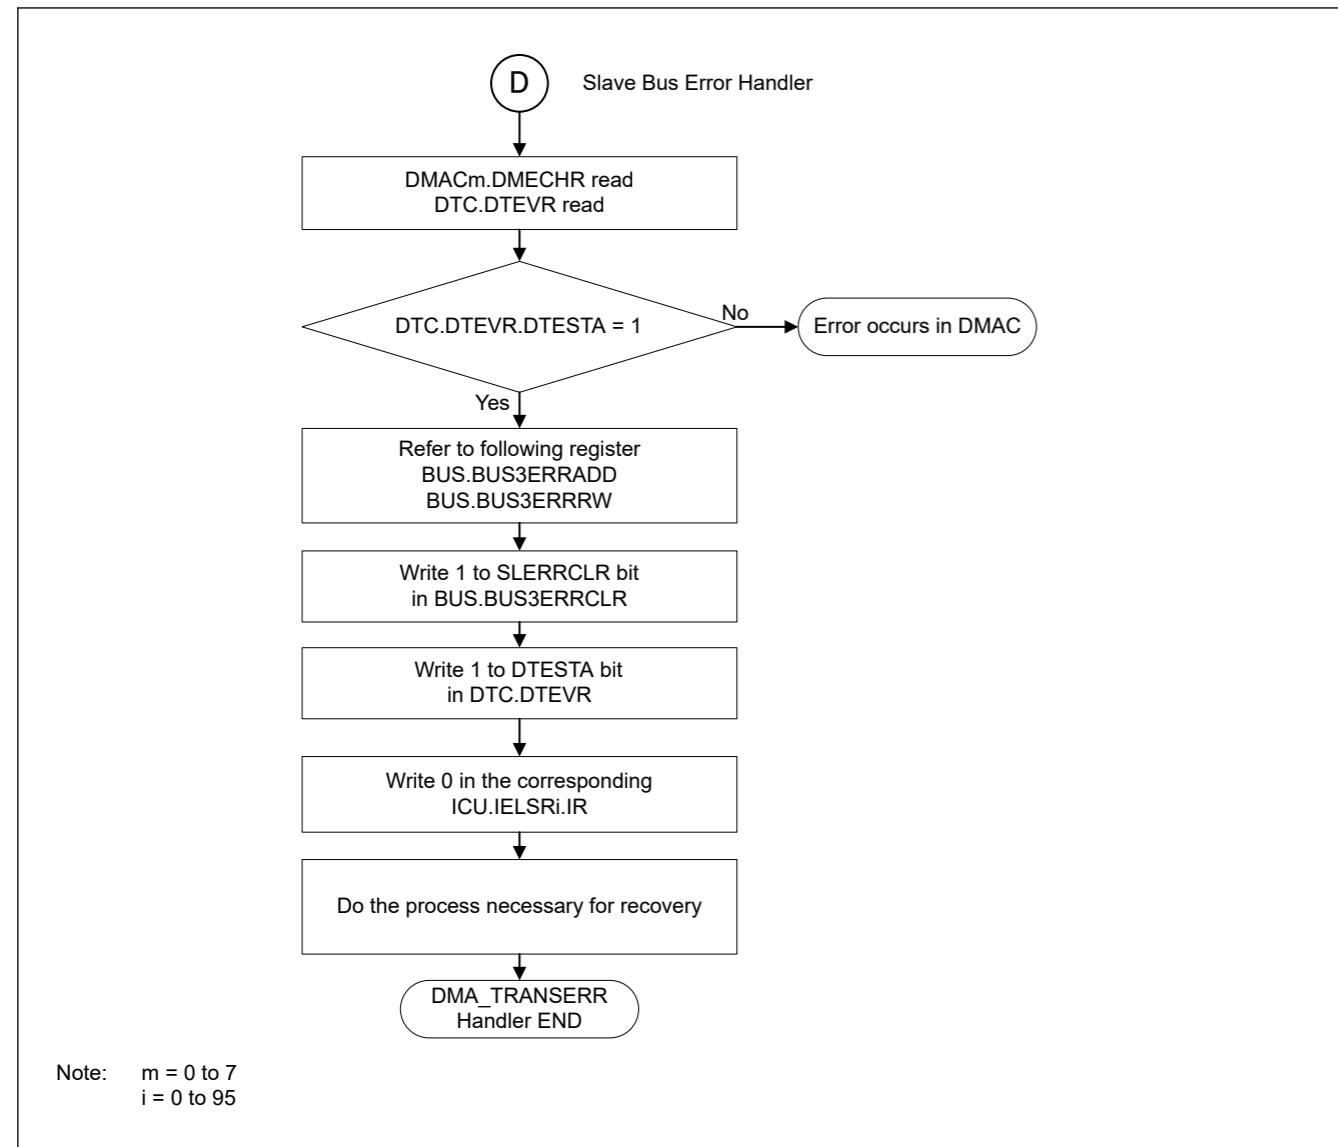 D
Slave Bus Error Handler
DMACm.DMECHR read
DTC.DTEVR read
DTC.DTEVR.DTESTA = 1
No
Error occurs in DMAC
Yes
Refer to following register
BUS.BUS3ERRADD
BUS.BUS3ERRRW
Write 1 to SLERRCLR bit
in BUS.BUS3ERRCLR
Write 1 to DTESTA bit
in DTC.DTEVR
Write 0 in the corresponding
ICU.IELSRi.IR
Do the process necessary for recovery
DMA_TRANSERR
Handler END
Note: m = 0 to 7
i = 0 to 95